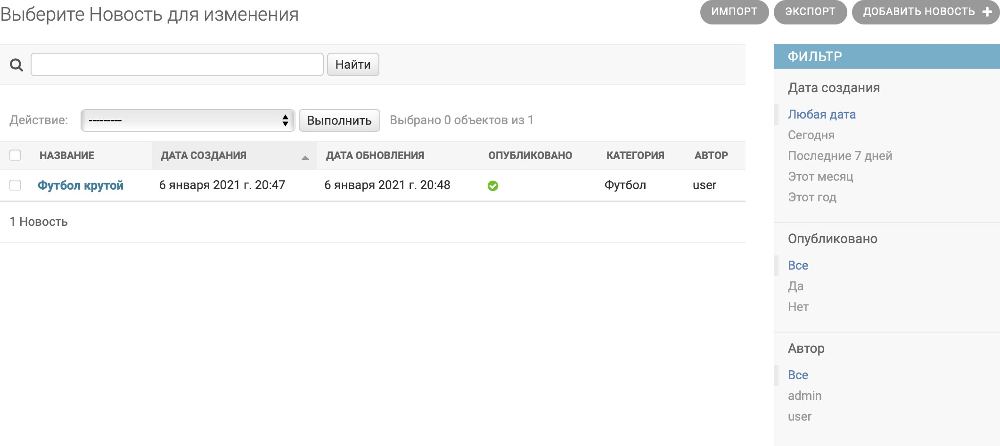 Выберите Новость для изменения
ИМПОРТ ЭКСПОРТ ДОБАВИТЬ НОВОСТЬ
Найти
Действие: --------- Выполнить Выбрано 0 объектов из 1
НАЗВАНИЕ ДАТА СОЗДАНИЯ ДАТА ОБНОВЛЕНИЯ ОПУБЛИКОВАНО КАТЕГОРИЯ АВТОР
Футбол крутой 6 января 2021 г. 20:47 6 января 2021 г. 20:48 Футбол user
1 Новость
ФИЛЬТР
Дата создания
Любая дата
Сегодня
Последние 7 дней
Этот месяц
Этот год
Опубликовано
Все
Да
Нет
Автор
Все
admin
user